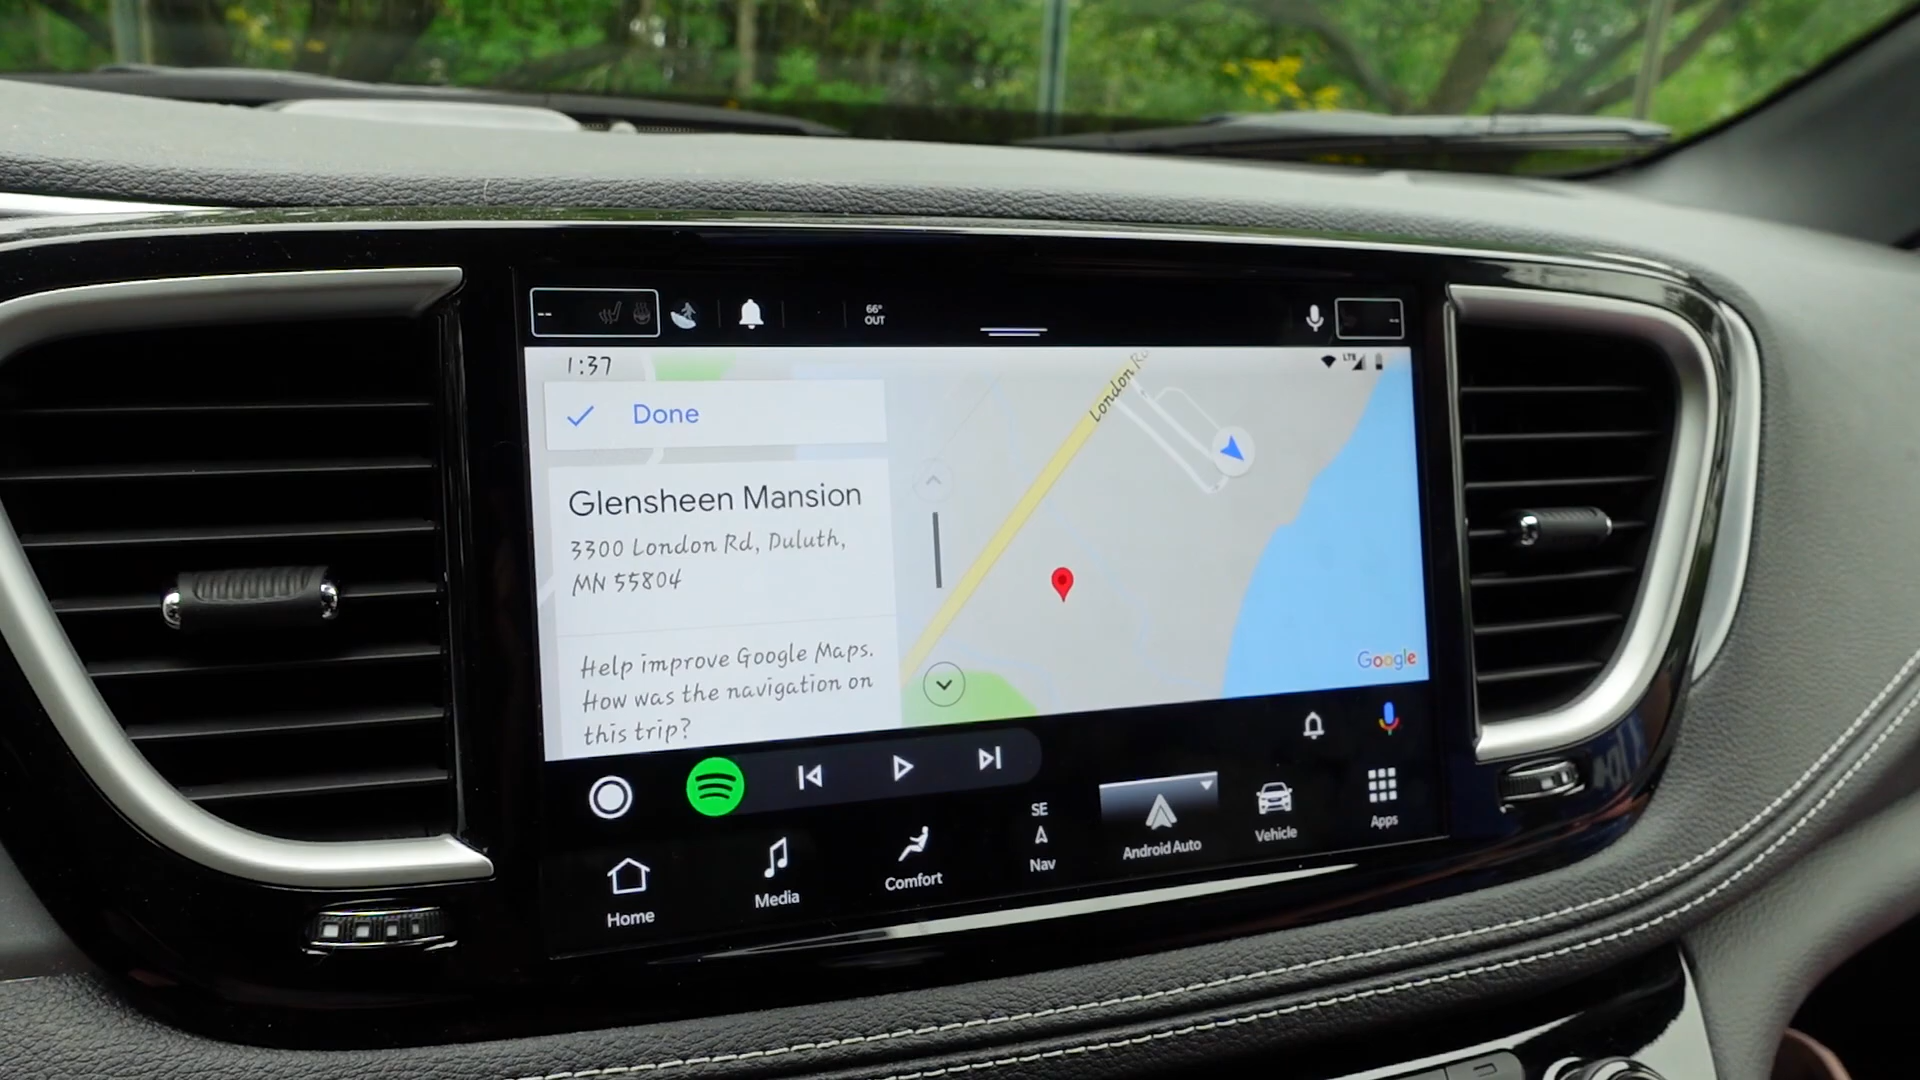 --
66°
OUT
--
1:37
LTE
London Rd
Done
Glensheen Mansion
3300 London Rd, Duluth,
MN 55804
Help improve Google Maps.
How was the navigation on
this trip?
Google
Home
Media
Comfort
SE
Nav
Android Auto
Vehicle
Apps